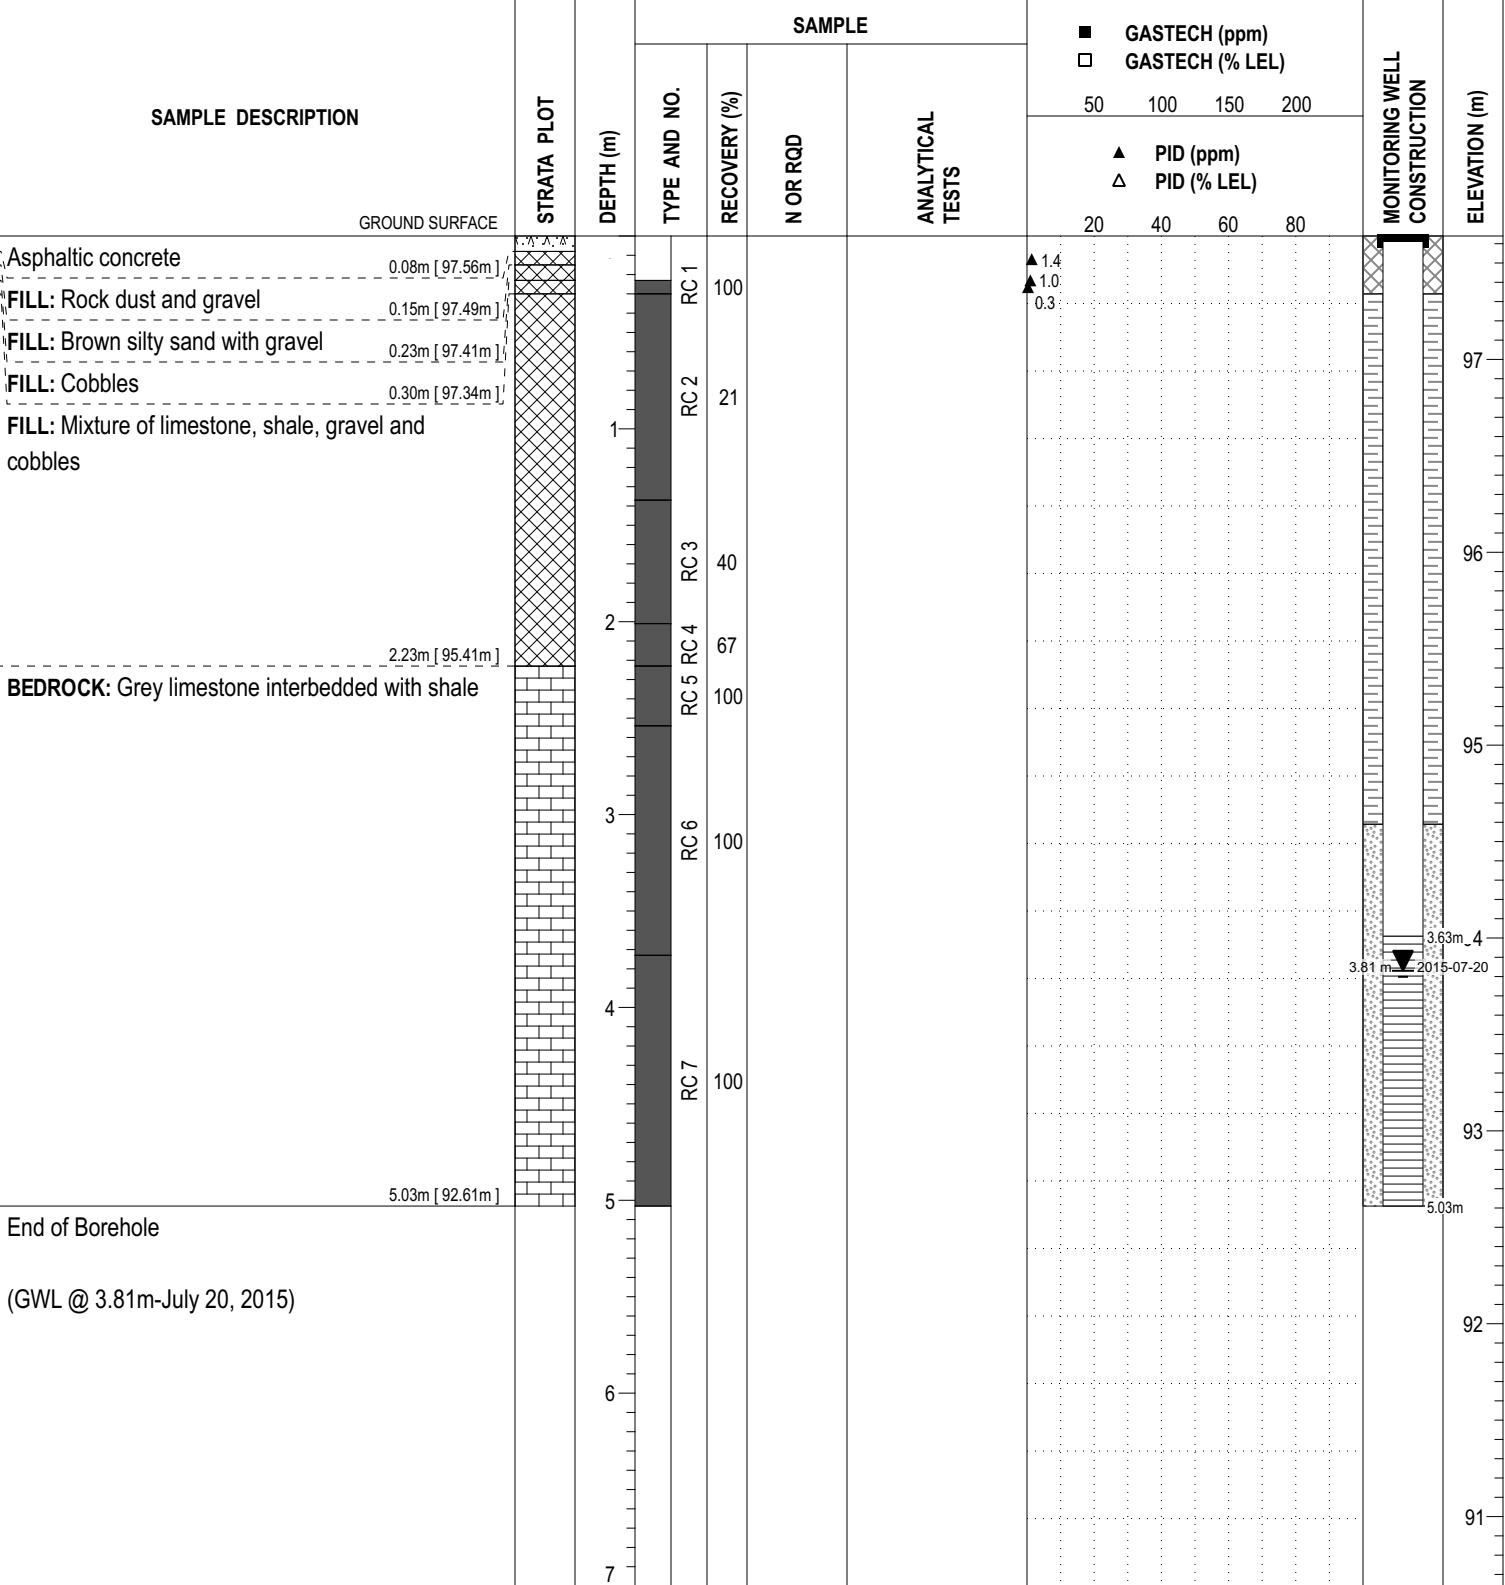 SAMPLE
■ GASTECH (ppm)
□ GASTECH (% LEL)
50 100 150 200
▲ PID (ppm)
△ PID (% LEL)
20 40 60 80
SAMPLE DESCRIPTION
STRATA PLOT
DEPTH (m)
TYPE AND NO.
RECOVERY (%)
N OR RQD
ANALYTICAL
TESTS
MONITORING WELL
CONSTRUCTION
ELEVATION (m)
GROUND SURFACE
Asphaltic concrete
0.08m [ 97.56m ]
FILL: Rock dust and gravel
0.15m [ 97.49m ]
FILL: Brown silty sand with gravel
0.23m [ 97.41m ]
FILL: Cobbles
0.30m [ 97.34m ]
FILL: Mixture of limestone, shale, gravel and
cobbles
2.23m [ 95.41m ]
BEDROCK: Grey limestone interbedded with shale
5.03m [ 92.61m ]
End of Borehole
(GWL @ 3.81m-July 20, 2015)
1
2
3
4
5
6
7
RC 1 100
RC 2 21
RC 3 40
RC 4 67
RC 5 100
RC 6 100
RC 7 100
1.4
1.0
0.3
3.63m
3.81 m 2015-07-20
5.03m
97
96
95
4
93
92
91